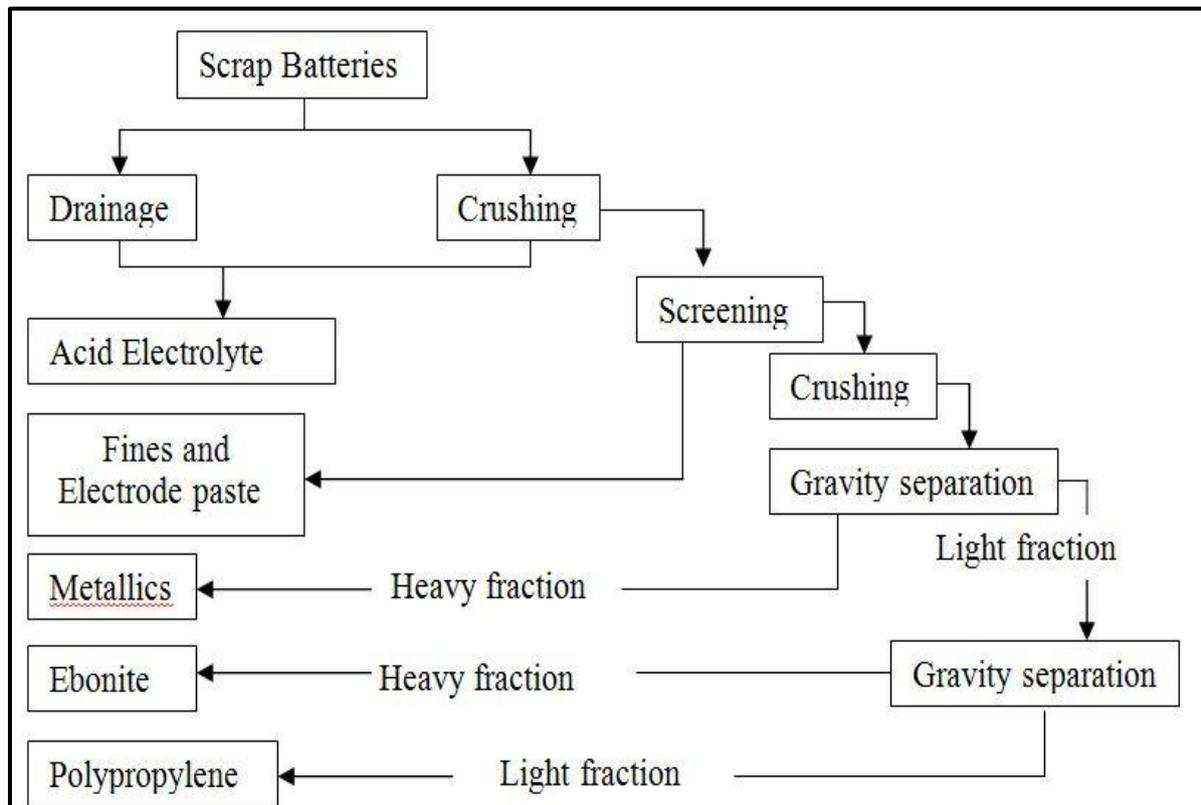 Scrap Batteries
Drainage
Crushing
Screening
Acid Electrolyte
Crushing
Fines and
Electrode paste
Gravity separation
Light fraction
Metallics
Heavy fraction
Ebonite
Heavy fraction
Gravity separation
Polypropylene
Light fraction